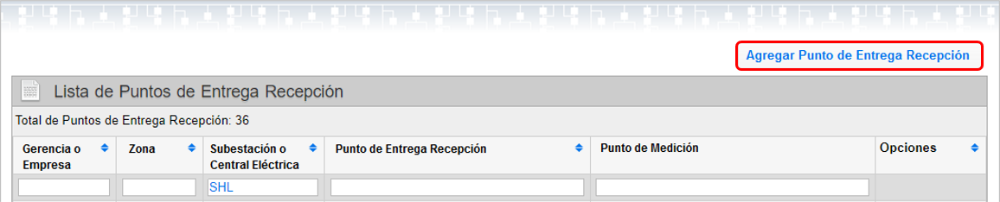 Agregar Punto de Entrega Recepción
Lista de Puntos de Entrega Recepción
Total de Puntos de Entrega Recepción: 36
Gerencia o Empresa
Zona
Subestación o Central Eléctrica
Punto de Entrega Recepción
Punto de Medición
Opciones
SHL